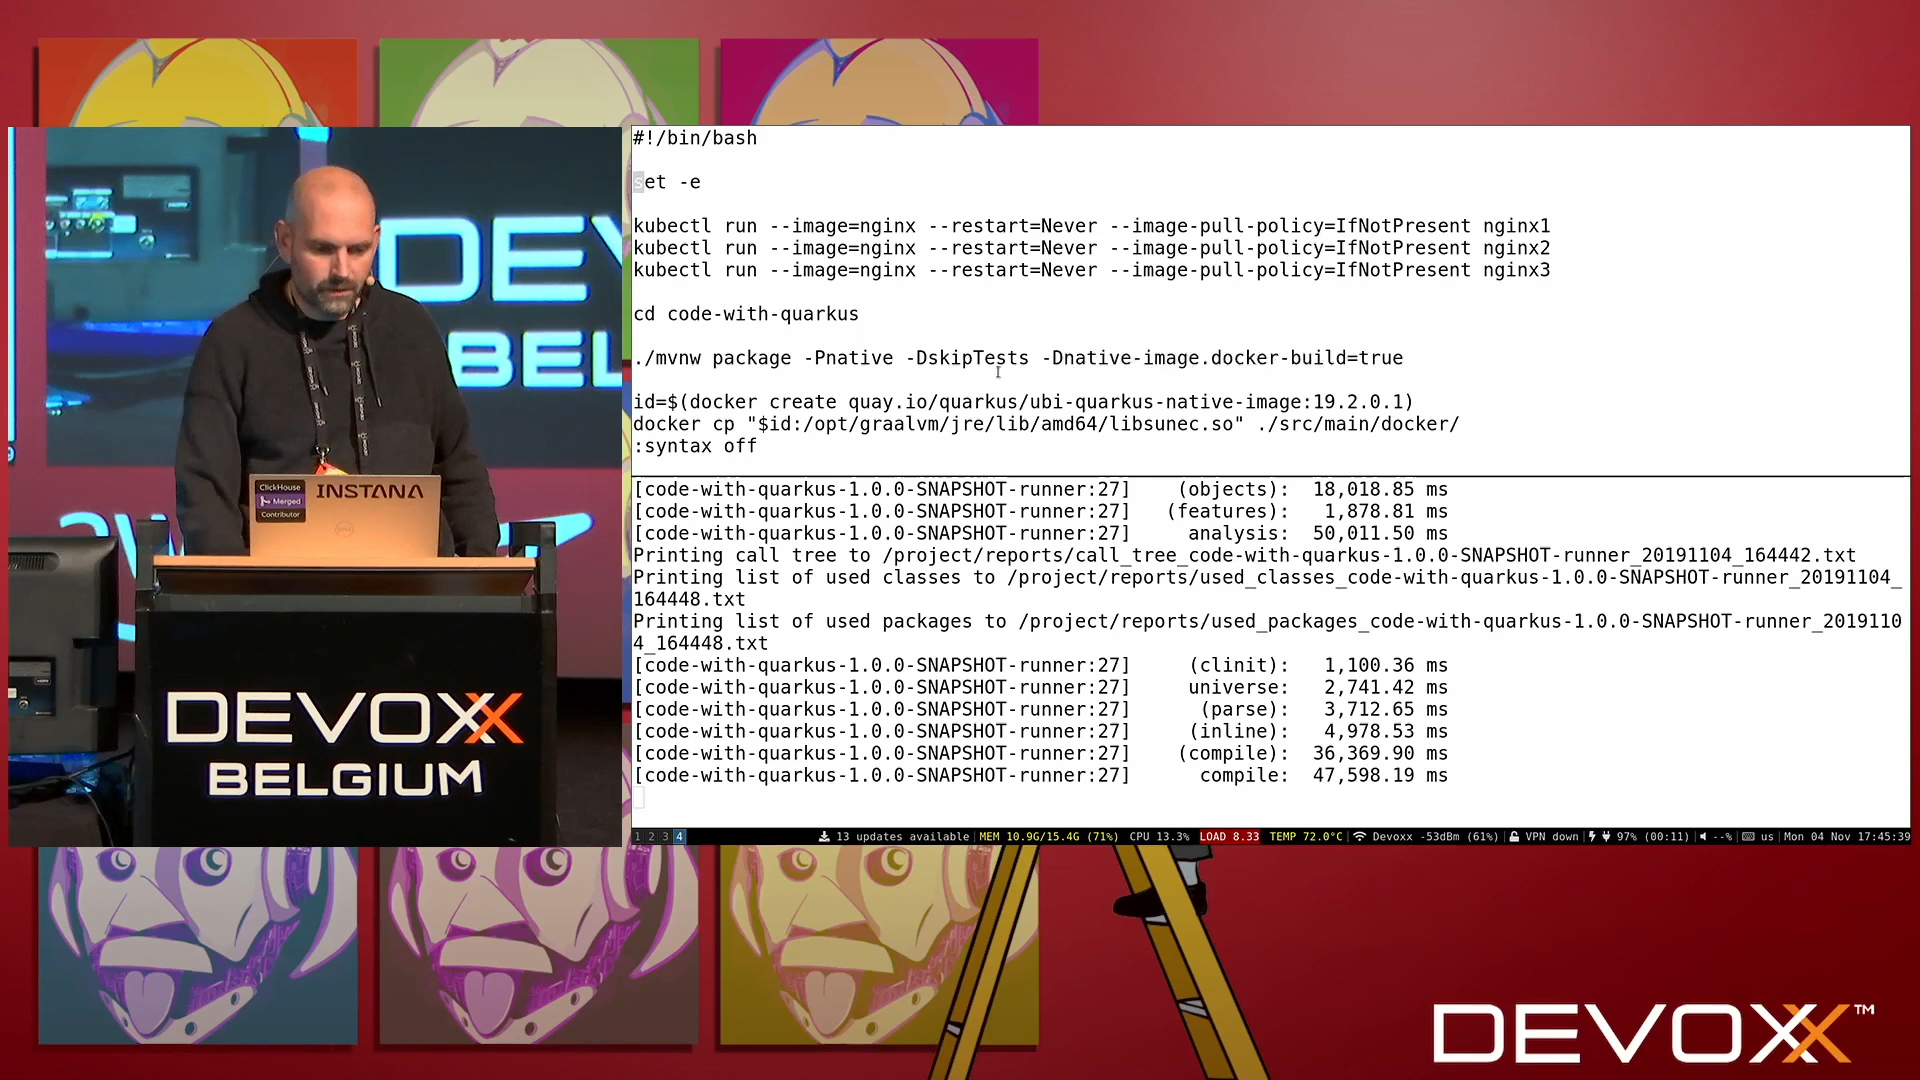 #!/bin/bash
set -e
kubectl run --image=nginx --restart=Never --image-pull-policy=IfNotPresent nginx1
kubectl run --image=nginx --restart=Never --image-pull-policy=IfNotPresent nginx2
kubectl run --image=nginx --restart=Never --image-pull-policy=IfNotPresent nginx3
cd code-with-quarkus
./mvnw package -Pnative -DskipTests -Dnative-image.docker-build=true
id=$(docker create quay.io/quarkus/ubi-quarkus-native-image:19.2.0.1)
docker cp "$id:/opt/graalvm/jre/lib/amd64/libsunec.so" ./src/main/docker/
:syntax off
[code-with-quarkus-1.0.0-SNAPSHOT-runner:27] (objects): 18,018.85 ms
[code-with-quarkus-1.0.0-SNAPSHOT-runner:27] (features): 1,878.81 ms
[code-with-quarkus-1.0.0-SNAPSHOT-runner:27] analysis: 50,011.50 ms
Printing call tree to /project/reports/call_tree_code-with-quarkus-1.0.0-SNAPSHOT-runner_20191104_164442.txt
Printing list of used classes to /project/reports/used_classes_code-with-quarkus-1.0.0-SNAPSHOT-runner_20191104_
164448.txt
Printing list of used packages to /project/reports/used_packages_code-with-quarkus-1.0.0-SNAPSHOT-runner_2019110
4_164448.txt
[code-with-quarkus-1.0.0-SNAPSHOT-runner:27] (clinit): 1,100.36 ms
[code-with-quarkus-1.0.0-SNAPSHOT-runner:27] universe: 2,741.42 ms
[code-with-quarkus-1.0.0-SNAPSHOT-runner:27] (parse): 3,712.65 ms
[code-with-quarkus-1.0.0-SNAPSHOT-runner:27] (inline): 4,978.53 ms
[code-with-quarkus-1.0.0-SNAPSHOT-runner:27] (compile): 36,369.90 ms
[code-with-quarkus-1.0.0-SNAPSHOT-runner:27] compile: 47,598.19 ms
1 2 3 4 13 updates available | MEM 10.9G/15.4G (71%) CPU 13.3% LOAD 8.33 TEMP 72.0°C | Devoxx -53dBm (61%) | VPN down | 97% (00:11) | --% | us | Mon 04 Nov 17:45:39
DEV
BEL
ClickHouse
Merged
Contributor
INSTANA
DEVOXX
BELGIUM
DEVOXX™